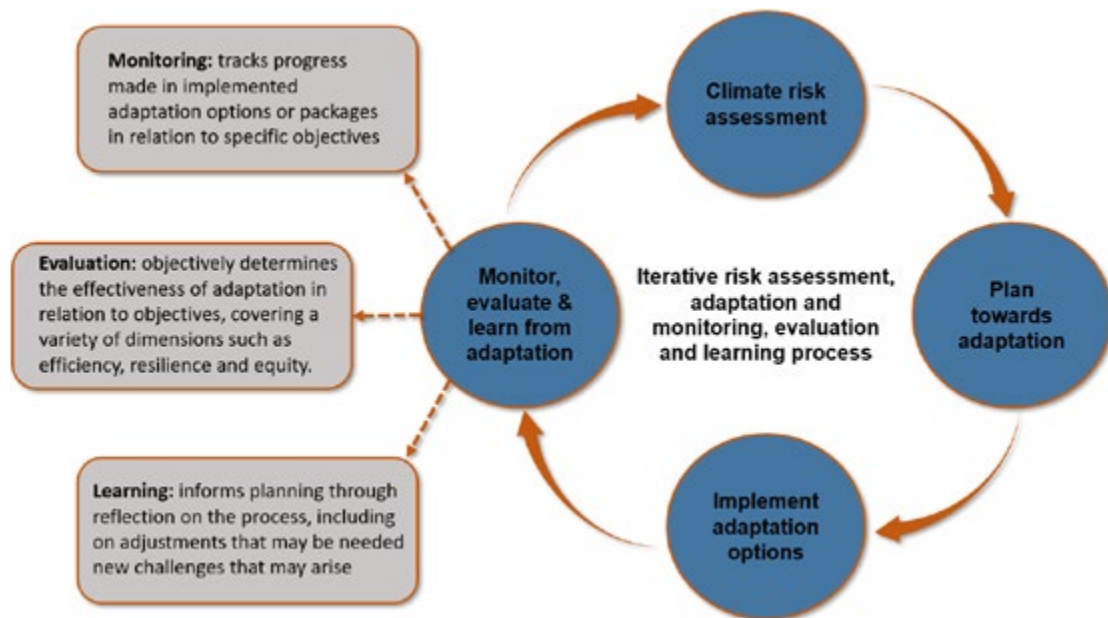 Monitoring: tracks progress
made in implemented
adaptation options or packages
in relation to specific objectives
Evaluation: objectively determines
the effectiveness of adaptation in
relation to objectives, covering a
variety of dimensions such as
efficiency, resilience and equity.
Learning: informs planning through
reflection on the process, including
on adjustments that may be needed
new challenges that may arise
Monitor,
evaluate &
learn from
adaptation
Climate risk
assessment
Iterative risk assessment,
adaptation and
monitoring, evaluation
and learning process
Plan
towards
adaptation
Implement
adaptation
options